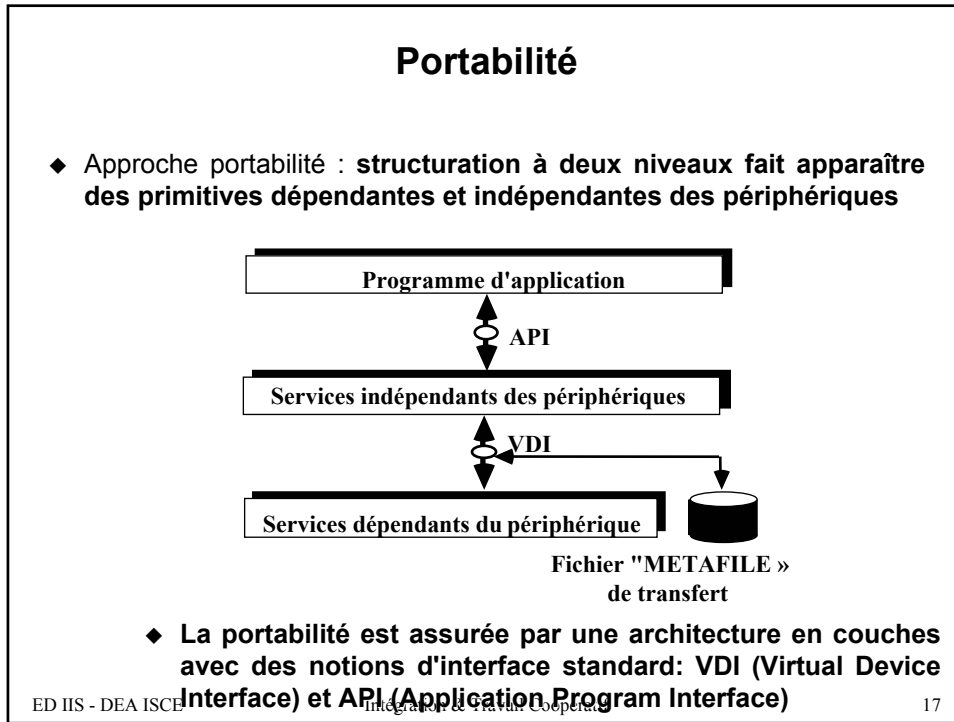 Portabilité
◆ Approche portabilité : structuration à deux niveaux fait apparaître
des primitives dépendantes et indépendantes des périphériques
Programme d'application
API
Services indépendants des périphériques
VDI
Services dépendants du périphérique
Fichier "METAFILE »
de transfert
◆ La portabilité est assurée par une architecture en couches
avec des notions d'interface standard: VDI (Virtual Device
Interface) et API (Application Program Interface)
ED IIS - DEA ISCE
Intégration & Travail Coopératif
17